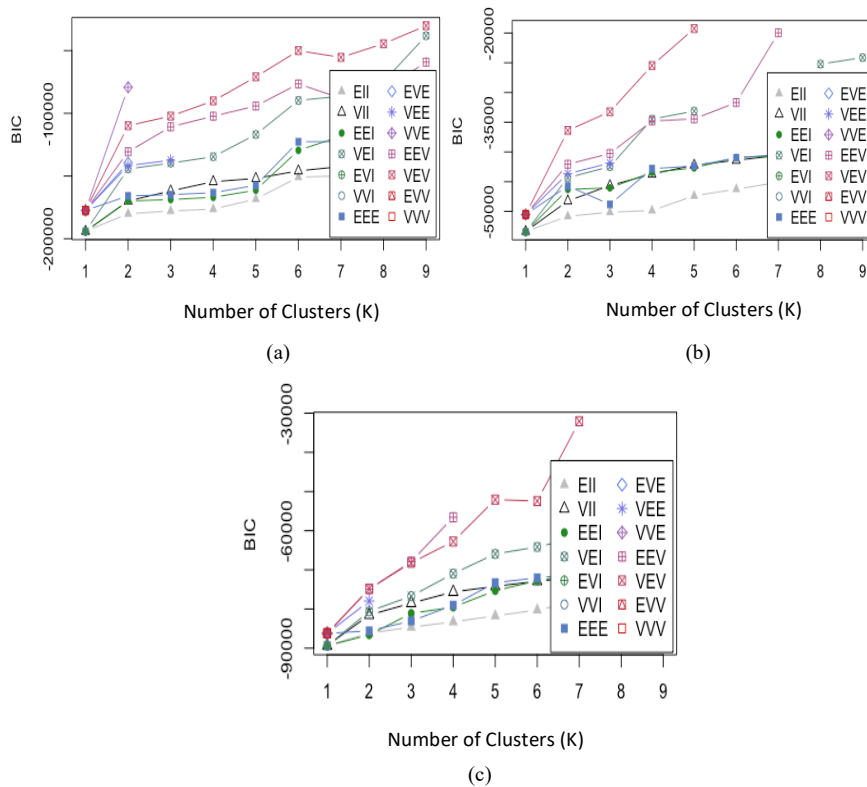 BIC
-100000
-200000
EII EVE
VII VEE
EEI VVE
VEI EEV
EVI VEV
VVI EVV
EEE VVV
1 2 3 4 5 6 7 8 9
Number of Clusters (K)
(a)
BIC
-20000
-35000
-50000
EII EVE
VII VEE
EEI VVE
VEI EEV
EVI VEV
VVI EVV
EEE VVV
1 2 3 4 5 6 7 8 9
Number of Clusters (K)
(b)
BIC
-30000
-60000
-90000
EII EVE
VII VEE
EEI VVE
VEI EEV
EVI VEV
VVI EVV
EEE VVV
1 2 3 4 5 6 7 8 9
Number of Clusters (K)
(c)